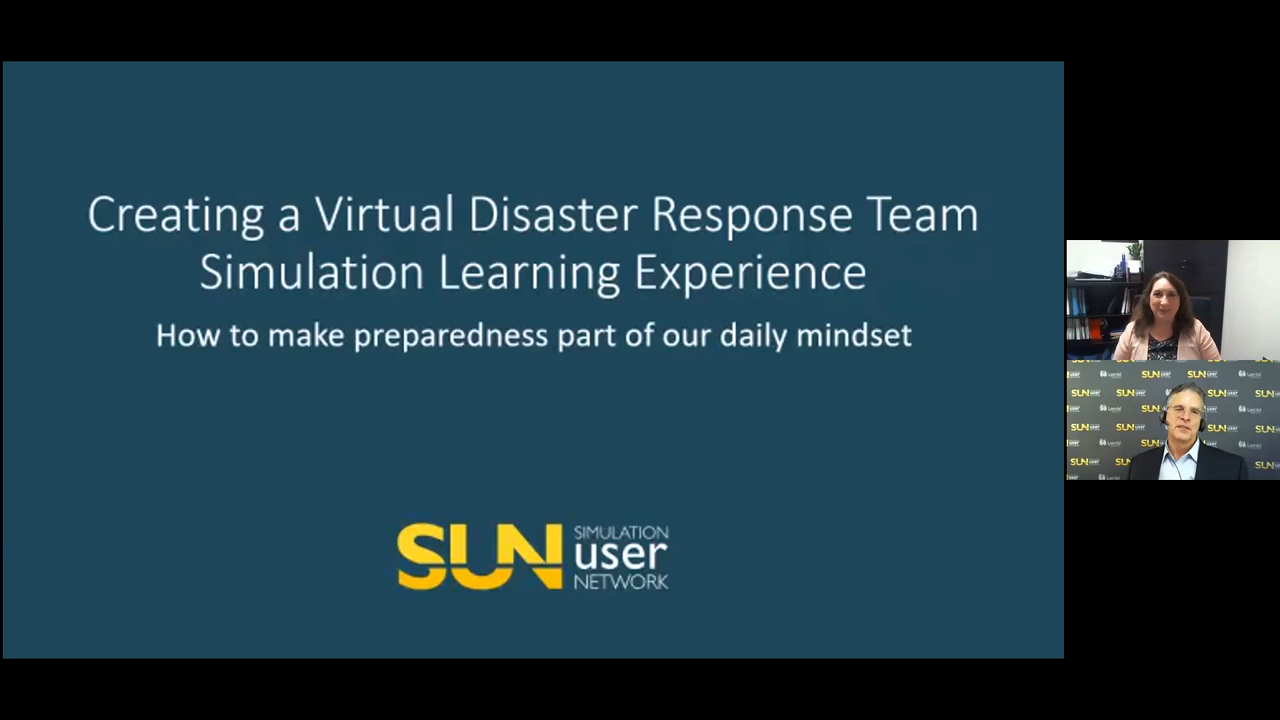 Creating a Virtual Disaster Response Team
Simulation Learning Experience
How to make preparedness part of our daily mindset
SUN SIMULATION
user
NETWORK